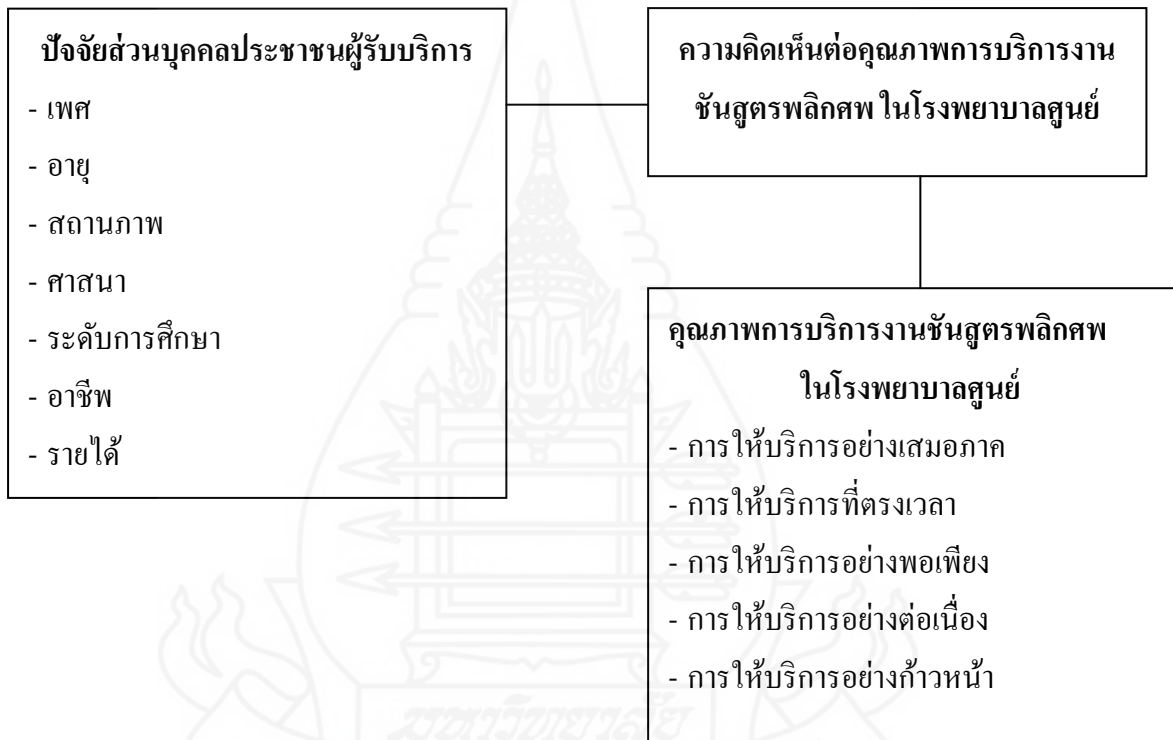 ปัจจัยส่วนบุคคลประชาชนผู้รับบริการ
- เพศ
- อายุ
- สถานภาพ
- ศาสนา
- ระดับการศึกษา
- อาชีพ
- รายได้
ความคิดเห็นต่อคุณภาพการบริการงาน
ชันสูตรพลิกศพ ในโรงพยาบาลศูนย์
คุณภาพการบริการงานชันสูตรพลิกศพ
ในโรงพยาบาลศูนย์
- การให้บริการอย่างเสมอภาค
- การให้บริการที่ตรงเวลา
- การให้บริการอย่างพอเพียง
- การให้บริการอย่างต่อเนื่อง
- การให้บริการอย่างก้าวหน้า
มหาวิทยาลัย